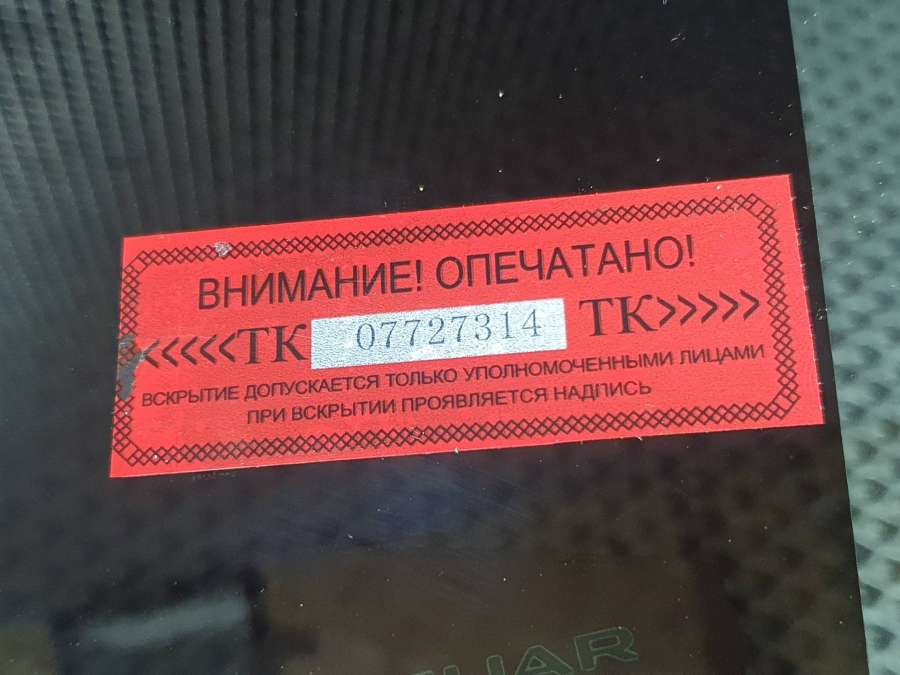 ВНИМАНИЕ! ОПЕЧАТАНО!
<<<<<ТК 07727314 ТК>>>>>
ВСКРЫТИЕ ДОПУСКАЕТСЯ ТОЛЬКО УПОЛНОМОЧЕННЫМИ ЛИЦАМИ
ПРИ ВСКРЫТИИ ПРОЯВЛЯЕТСЯ НАДПИСЬ